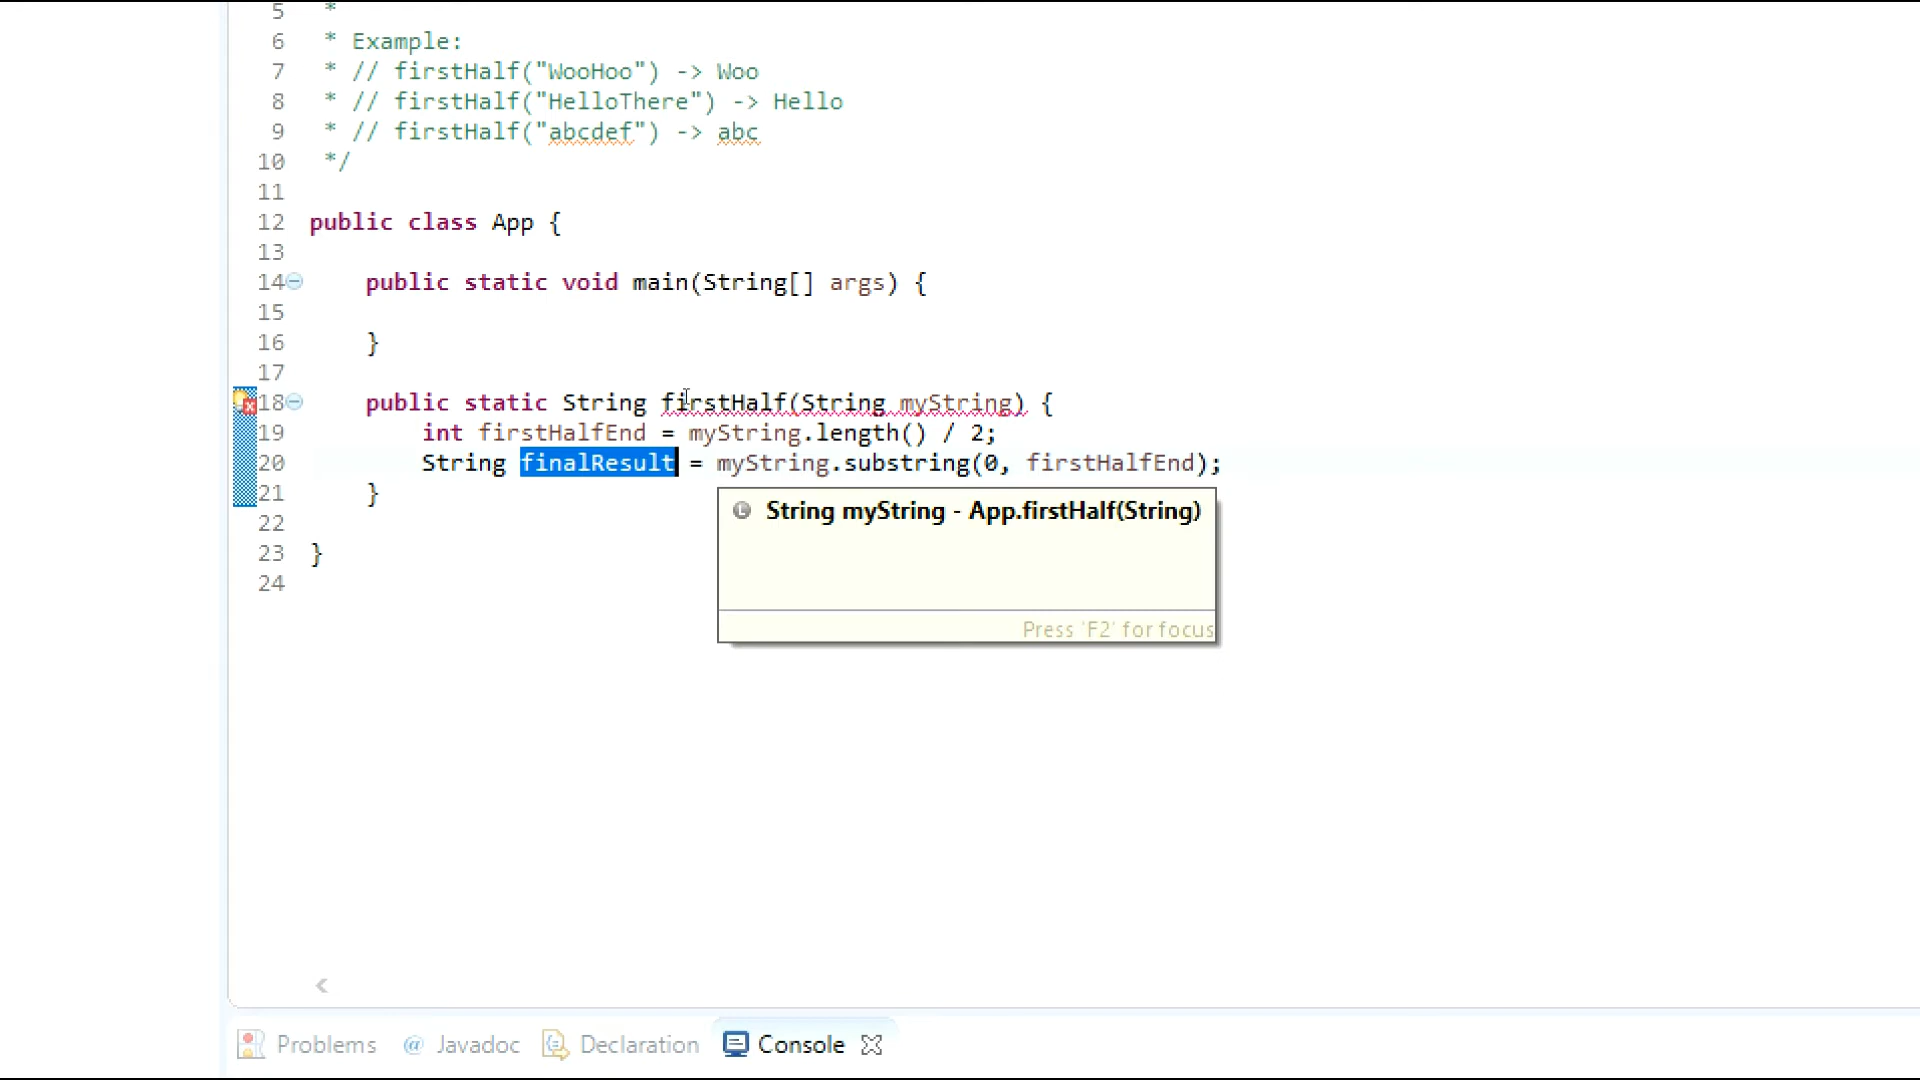 5 *
6 * Example:
7 * // firstHalf("WooHoo") -> Woo
8 * // firstHalf("HelloThere") -> Hello
9 * // firstHalf("abcdef") -> abc
10 */
11
12 public class App {
13
14 public static void main(String[] args) {
15
16 }
17
18 public static String firstHalf(String myString) {
19 int firstHalfEnd = myString.length() / 2;
20 String finalResult = myString.substring(0, firstHalfEnd);
21 }
String myString - App.firstHalf(String)
22
23 }
24
Press 'F2' for focus
Problems @ Javadoc Declaration Console